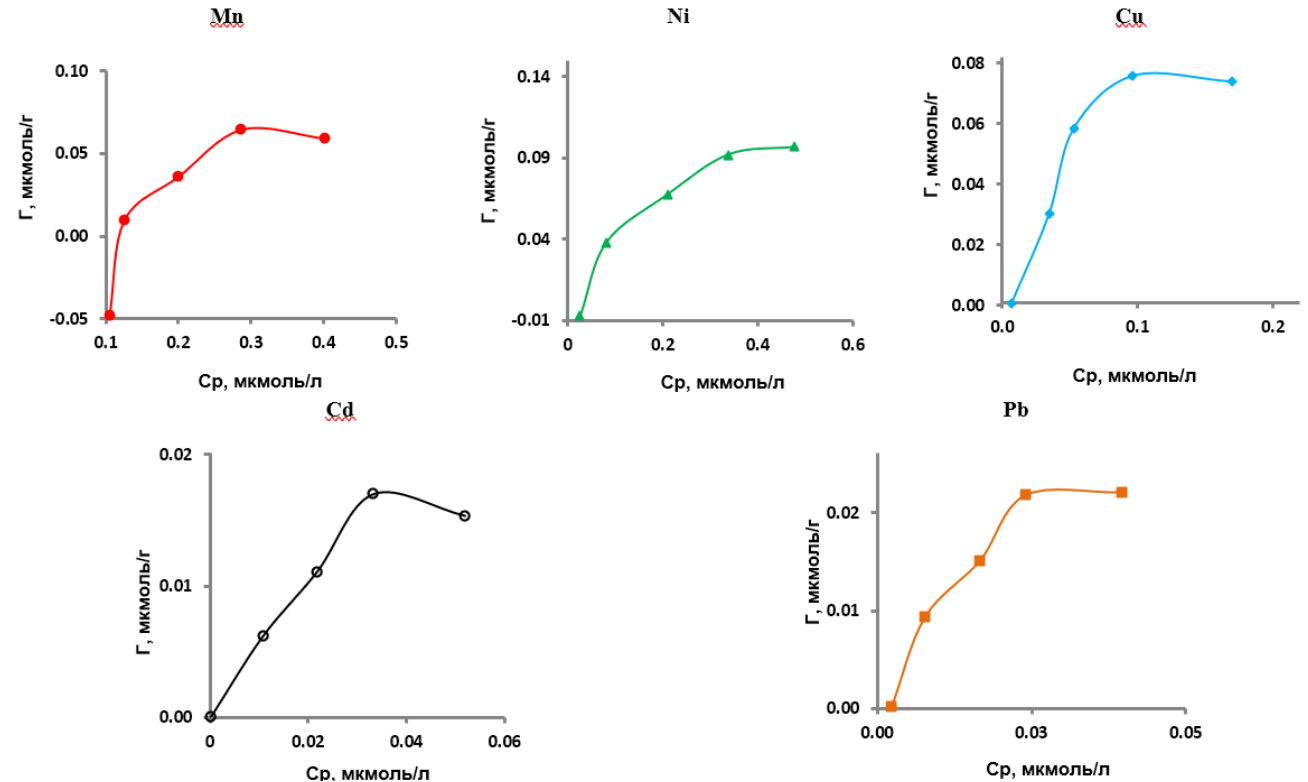 Mn
Г, мкмоль/г
0.10
0.05
0.00
-0.05
0.1 0.2 0.3 0.4 0.5
Ср, мкмоль/л
Ni
Г, мкмоль/г
0.14
0.09
0.04
-0.01
0 0.2 0.4 0.6
Ср, мкмоль/л
Cu
Г, мкмоль/г
0.08
0.06
0.04
0.02
0.00
0.0 0.1 0.2
Ср, мкмоль/л
Cd
Г, мкмоль/г
0.02
0.01
0.00
0 0.02 0.04 0.06
Ср, мкмоль/л
Pb
Г, мкмоль/г
0.02
0.01
0.00
0.00 0.03 0.05
Ср, мкмоль/л